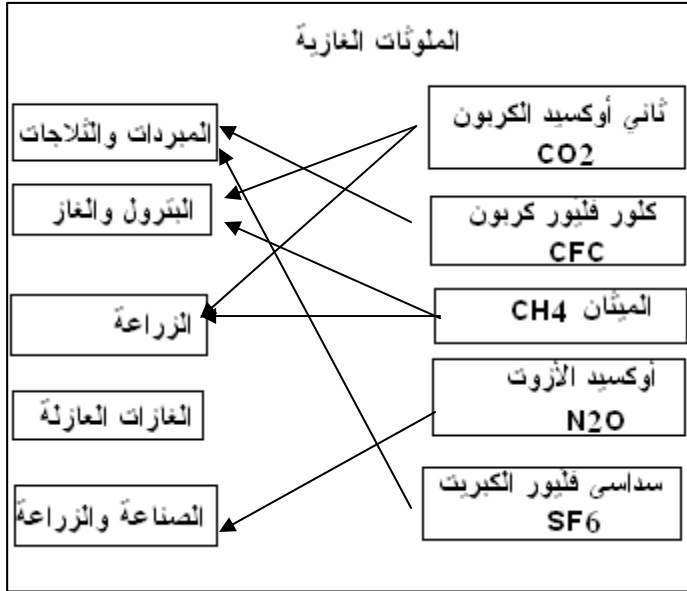 الملوثات الغازية
ثاني أوكسيد الكربون
CO2
كلور فليور كربون
CFC
الميثان CH4
أوكسيد الأزوت
N2O
سداسى فليور الكبريت
SF6
المبردات والثلاجات
البترول والغاز
الزراعة
الغازات العازلة
الصناعة والزراعة